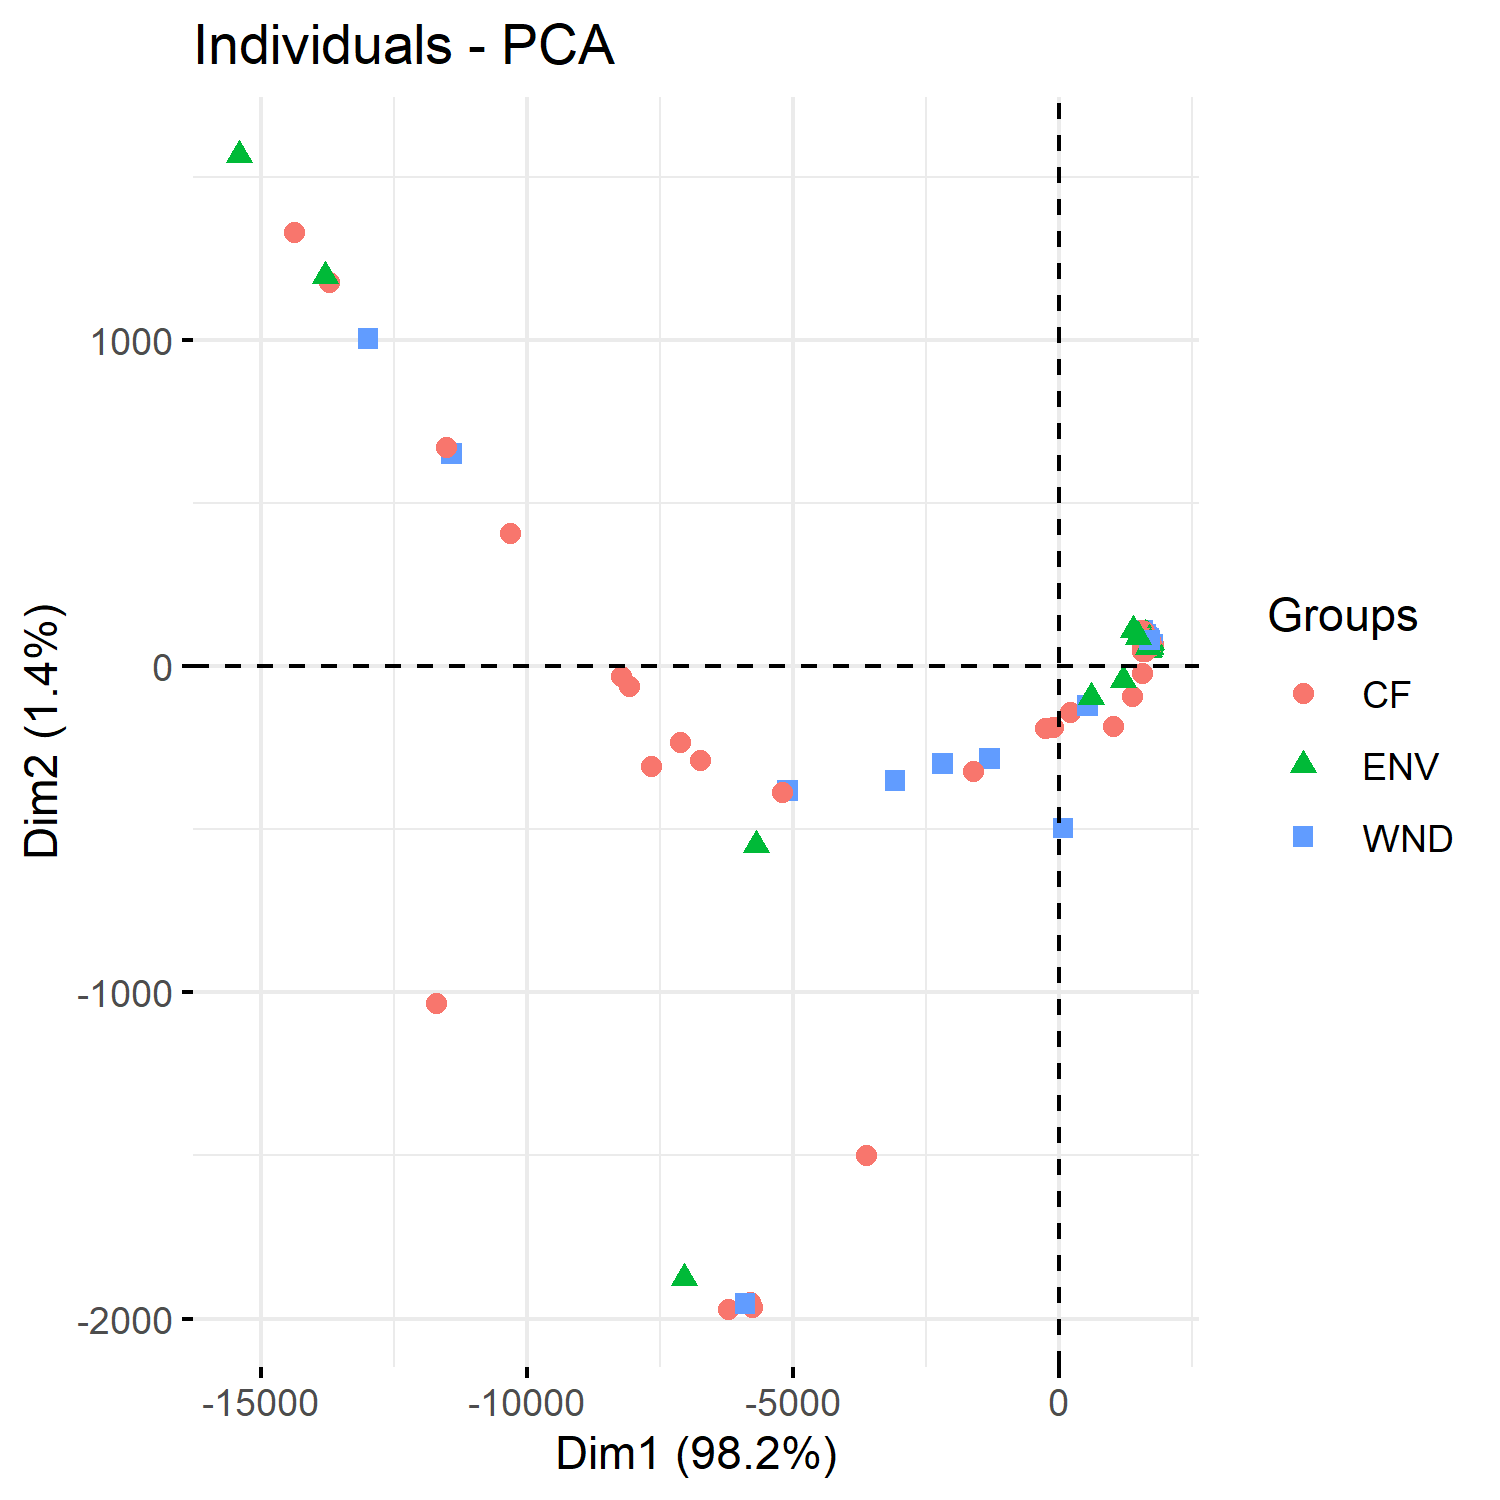 Individuals - PCA
1000
0
-1000
-2000
Dim2 (1.4%)
-15000
-10000
-5000
0
Dim1 (98.2%)
Groups
CF
ENV
WND